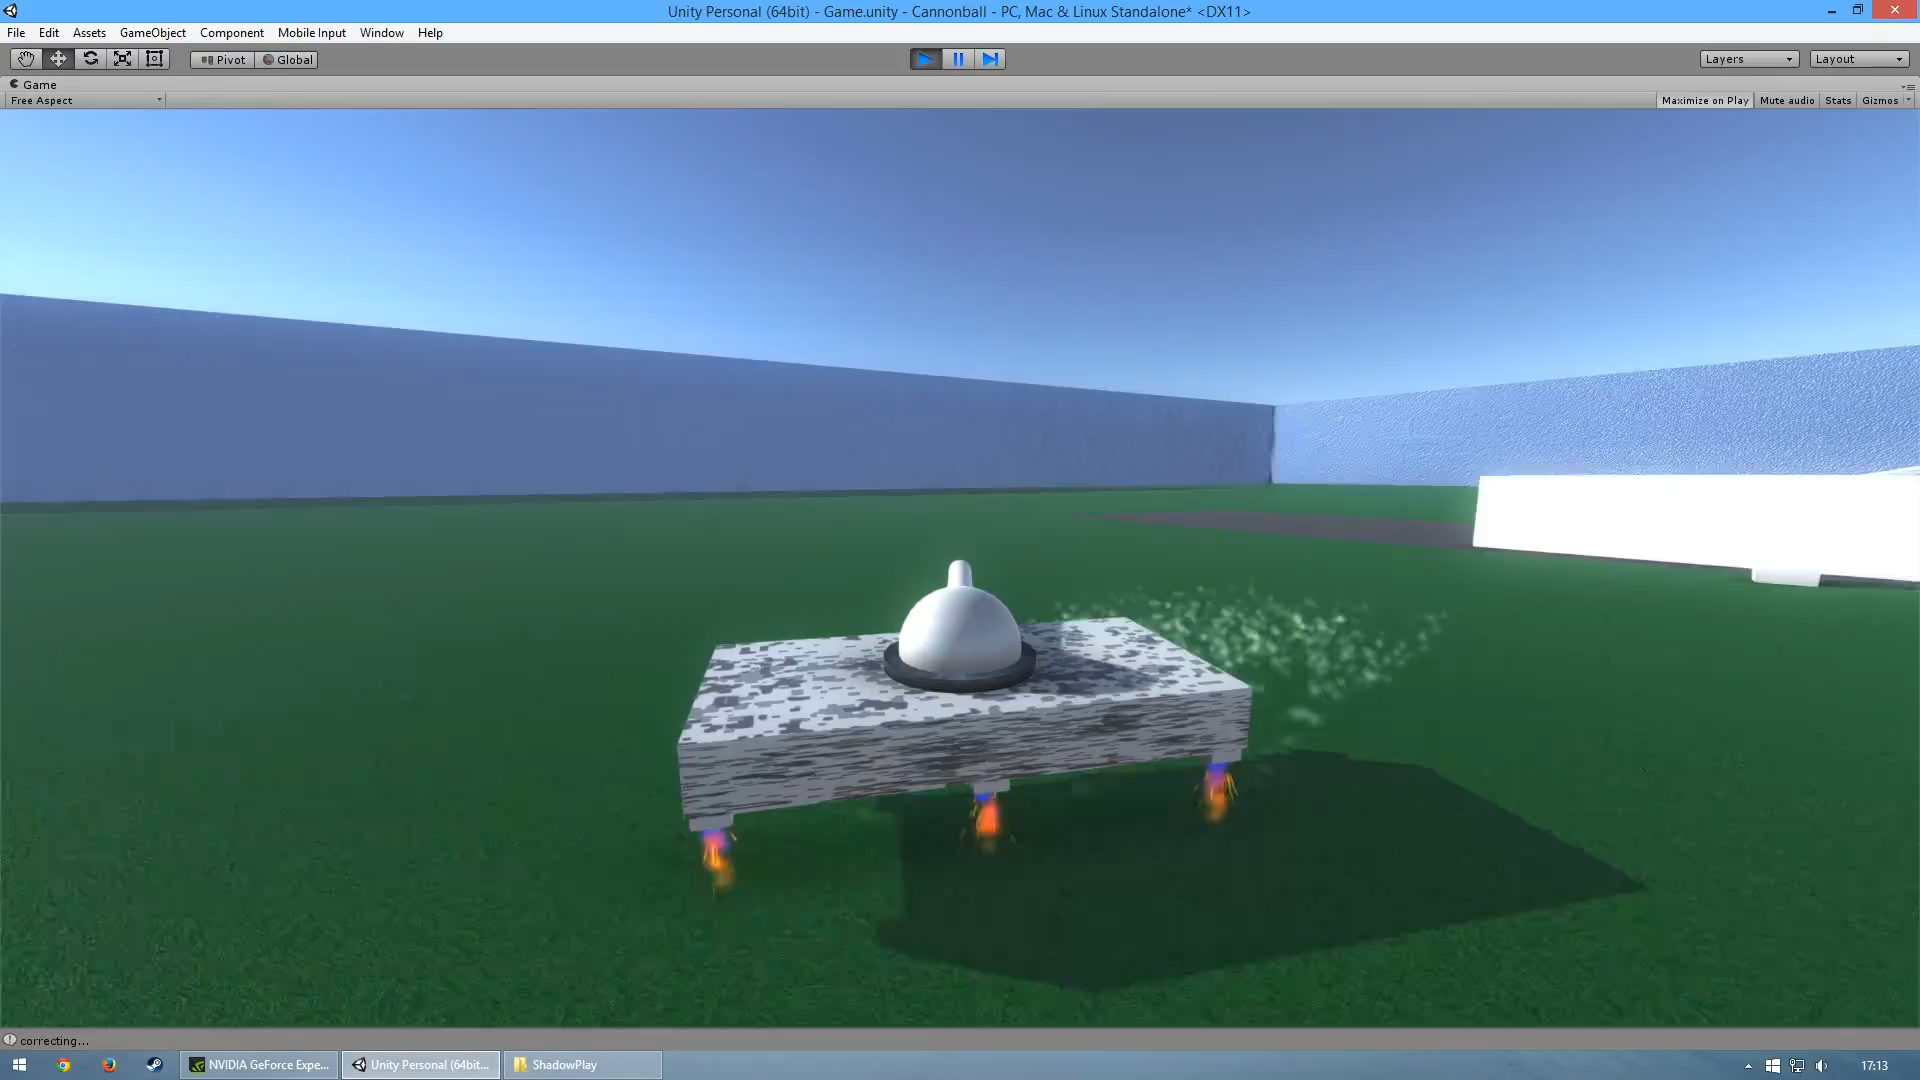 Unity Personal (64bit) - Game.unity - Cannonball - PC, Mac & Linux Standalone* <DX11>
File Edit Assets GameObject Component Mobile Input Window Help
Pivot Global Layers Layout
Game
Free Aspect Maximize on Play Mute audio Stats Gizmos
correcting...
NVIDIA GeForce Expe... Unity Personal (64bit... ShadowPlay 17:13